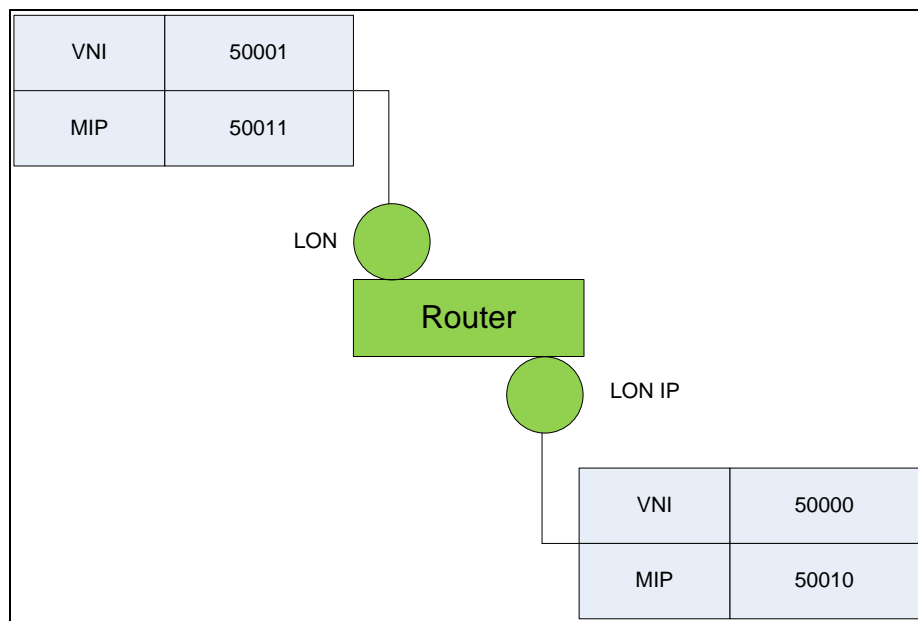 VNI 50001
MIP 50011
LON
Router
LON IP
VNI 50000
MIP 50010